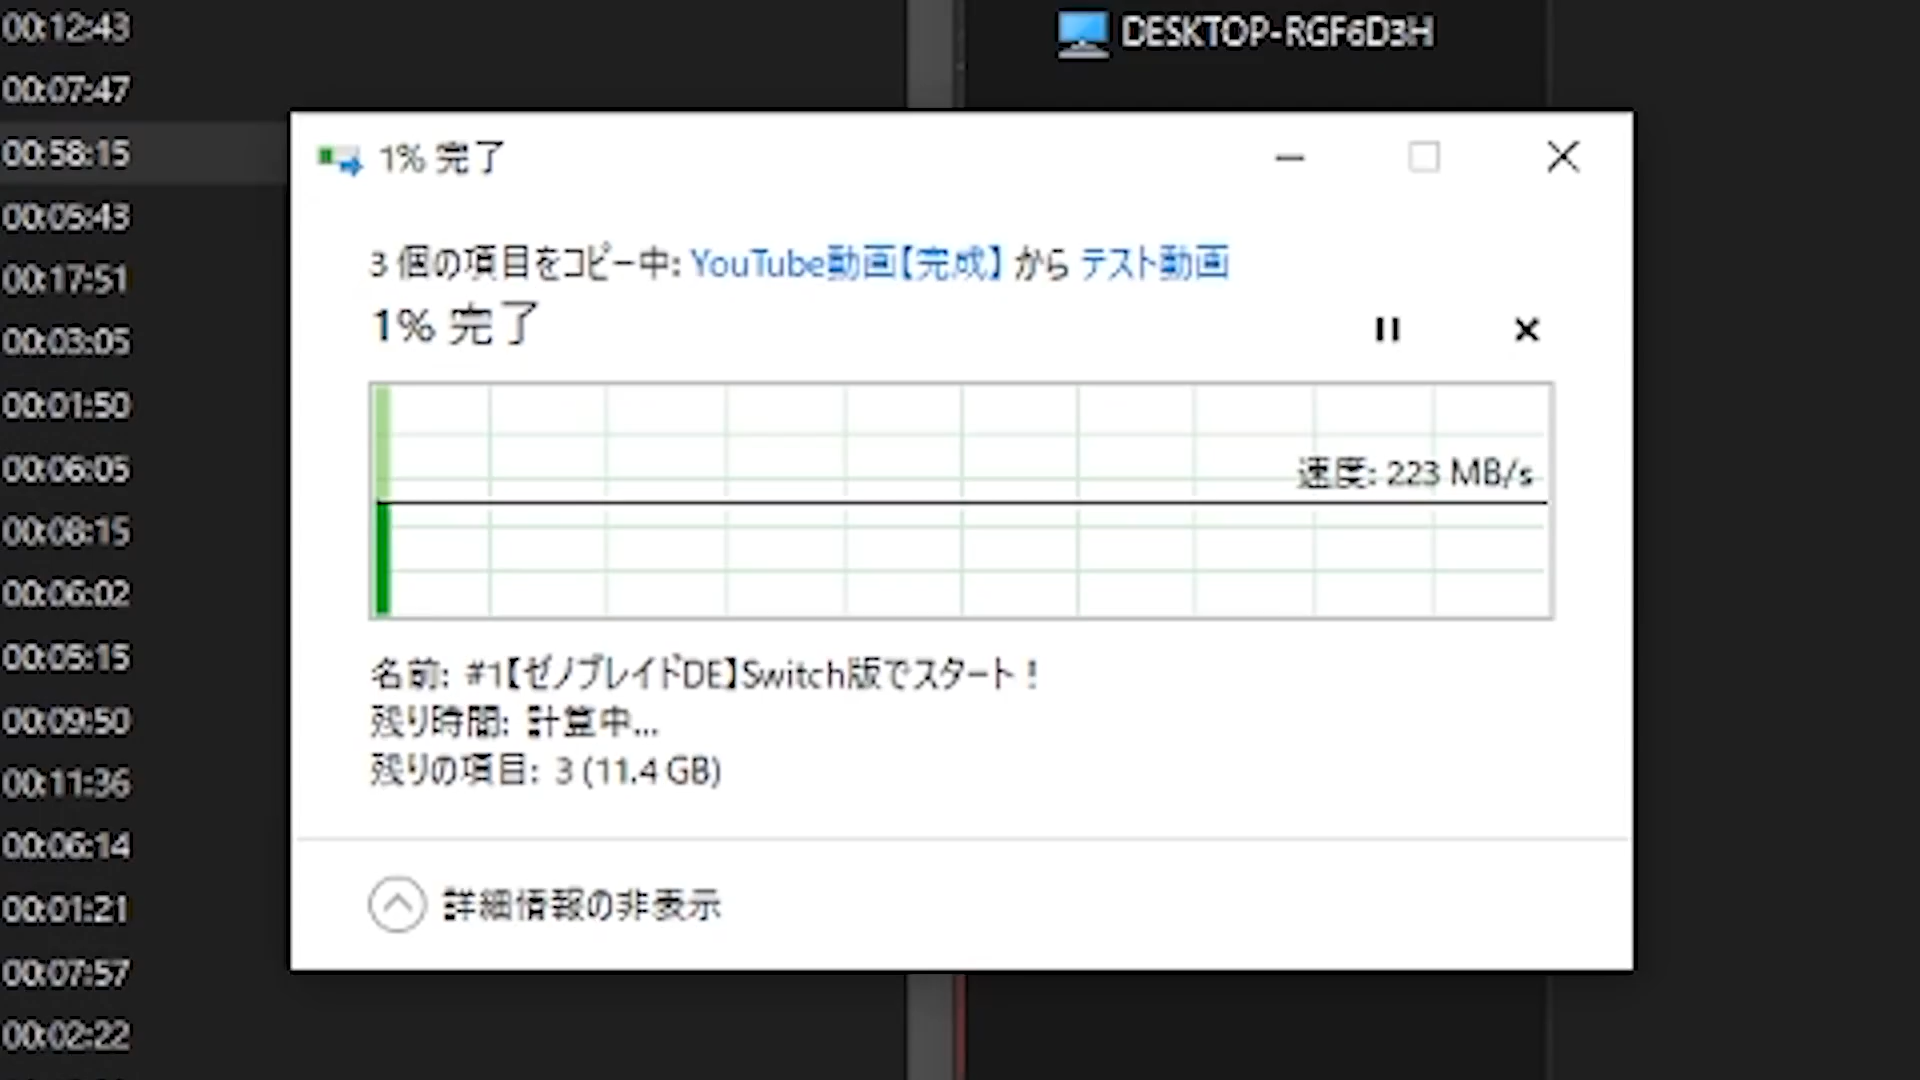 00:12:43
00:07:47
00:58:15
00:05:43
00:17:51
00:03:05
00:01:50
00:06:05
00:08:15
00:06:02
00:05:15
00:09:50
00:11:36
00:06:14
00:01:21
00:07:57
00:02:22
DESKTOP-RGF6D3H
1% 完了
3 個の項目をコピー中: YouTube動画【完成】 から テスト動画
1% 完了
速度: 223 MB/s
名前: #1【ゼノブレイドDE】Switch版でスタート！
残り時間: 計算中...
残りの項目: 3 (11.4 GB)
詳細情報の非表示